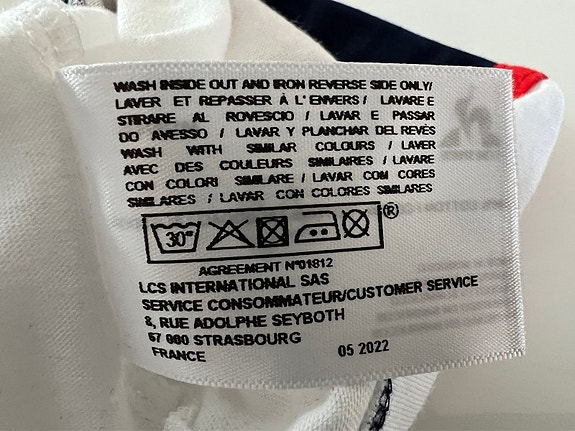 WASH INSIDE OUT AND IRON REVERSE SIDE ONLY/
LAVER ET REPASSER À L'ENVERS / LAVARE E
STIRARE AL ROVESCIO / LAVAR E PASSAR
DO AVESSO / LAVAR Y PLANCHAR DEL REVÉS
WASH WITH SIMILAR COLOURS / LAVER
AVEC DES COULEURS SIMILAIRES / LAVARE
CON COLORI SIMILARE / LAVAR COM CORES
SIMILARES / LAVAR CON COLORES SIMILARES
30° ®
AGREEMENT N°01812
LCS INTERNATIONAL SAS
SERVICE CONSOMMATEUR/CUSTOMER SERVICE
8, RUE ADOLPHE SEYBOTH
67 000 STRASBOURG
FRANCE 05 2022